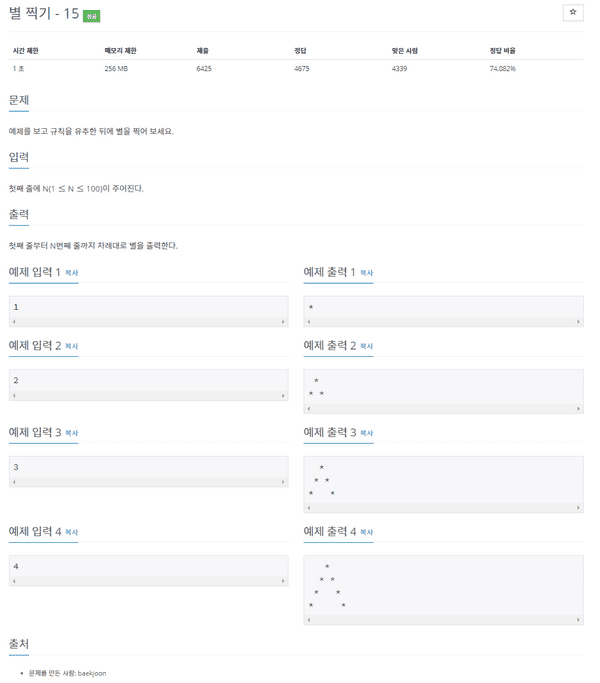 별 찍기 - 15 성공
☆
시간 제한 메모리 제한 제출 정답 맞은 사람 정답 비율
1 초 256 MB 6425 4675 4339 74.082%
문제
예제를 보고 규칙을 유추한 뒤에 별을 찍어 보세요.
입력
첫째 줄에 N(1 ≤ N ≤ 100)이 주어진다.
출력
첫째 줄부터 N번째 줄까지 차례대로 별을 출력한다.
예제 입력 1 복사
1
예제 출력 1 복사
*
예제 입력 2 복사
2
예제 출력 2 복사
 *
* *
예제 입력 3 복사
3
예제 출력 3 복사
  *
 * *
*   *
예제 입력 4 복사
4
예제 출력 4 복사
   *
  * *
 *   *
*     *
출처
• 문제를 만든 사람: baekjoon